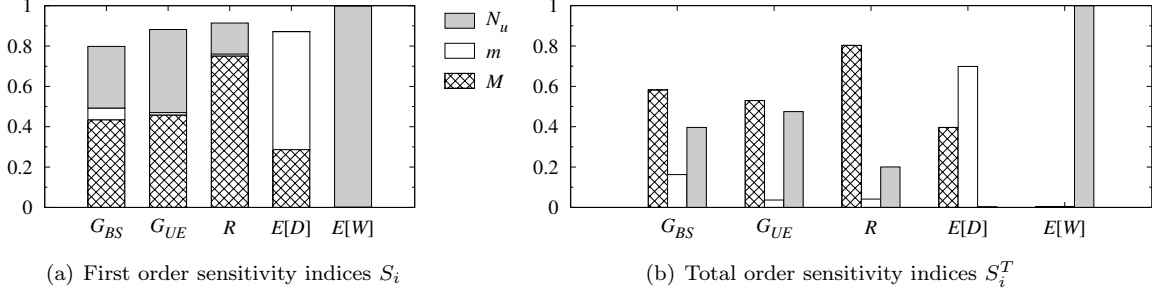 1
0.8
0.6
0.4
0.2
0
G_BS G_UE R E[D] E[W]
N_u
m
M
1
0.8
0.6
0.4
0.2
0
G_BS G_UE R E[D] E[W]
(a) First order sensitivity indices S_i
(b) Total order sensitivity indices S_i^T